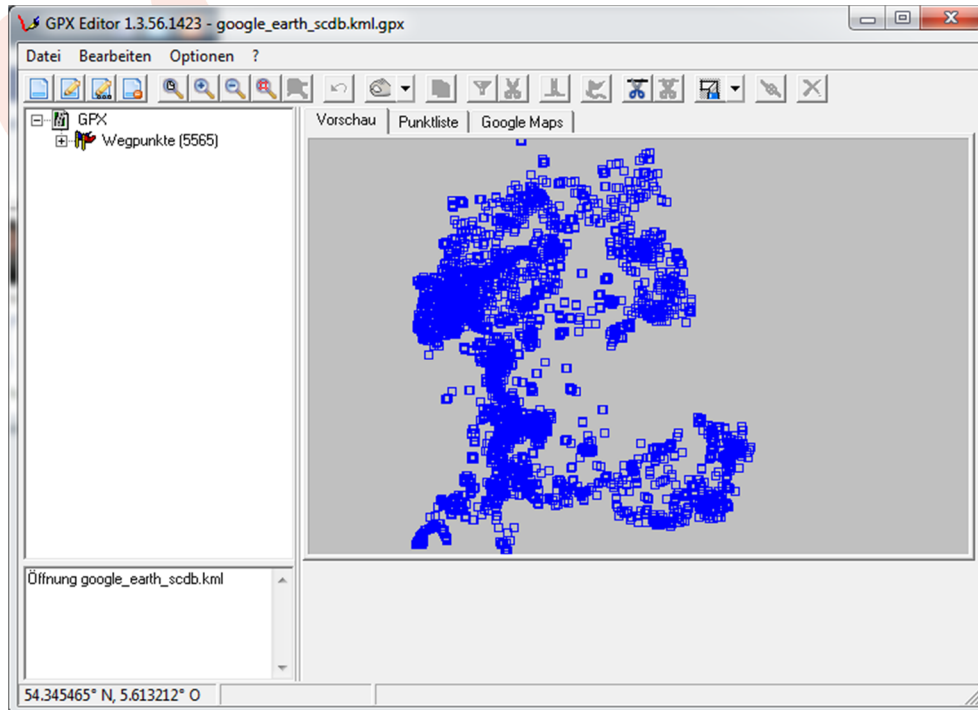 GPX Editor 1.3.56.1423 - google_earth_scdb.kml.gpx
Datei Bearbeiten Optionen ?
GPX
Wegpunkte (5565)
Vorschau Punktliste Google Maps
Öffnung google_earth_scdb.kml
54.345465° N, 5.613212° O